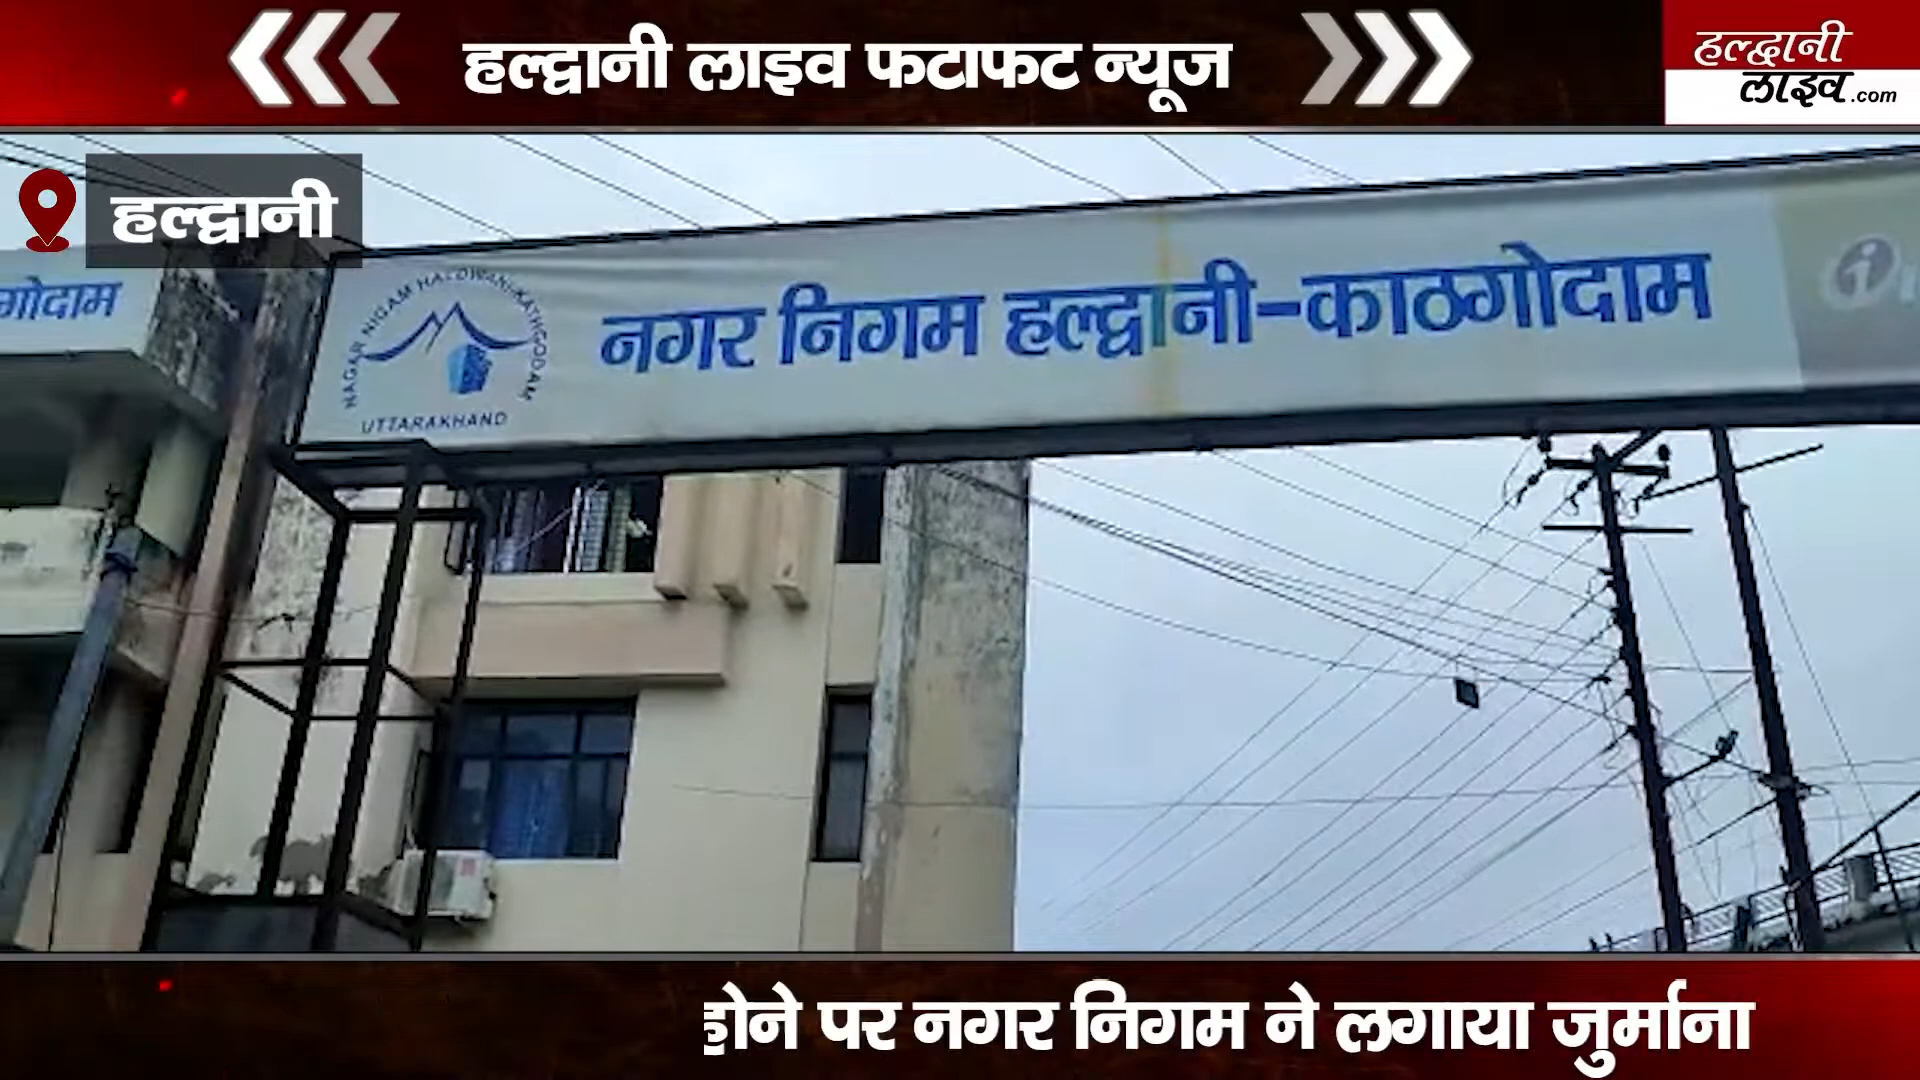 हल्द्वानी लाइव फटाफट न्यूज
हल्द्वानी
लाइव.com
हल्द्वानी
गोदाम
NAGAR NIGAM HALDWANI-KATHGODAM
UTTARAKHAND
नगर निगम हल्द्वानी-काठगोदाम
पर नगर निगम ने लगाया जुर्माना